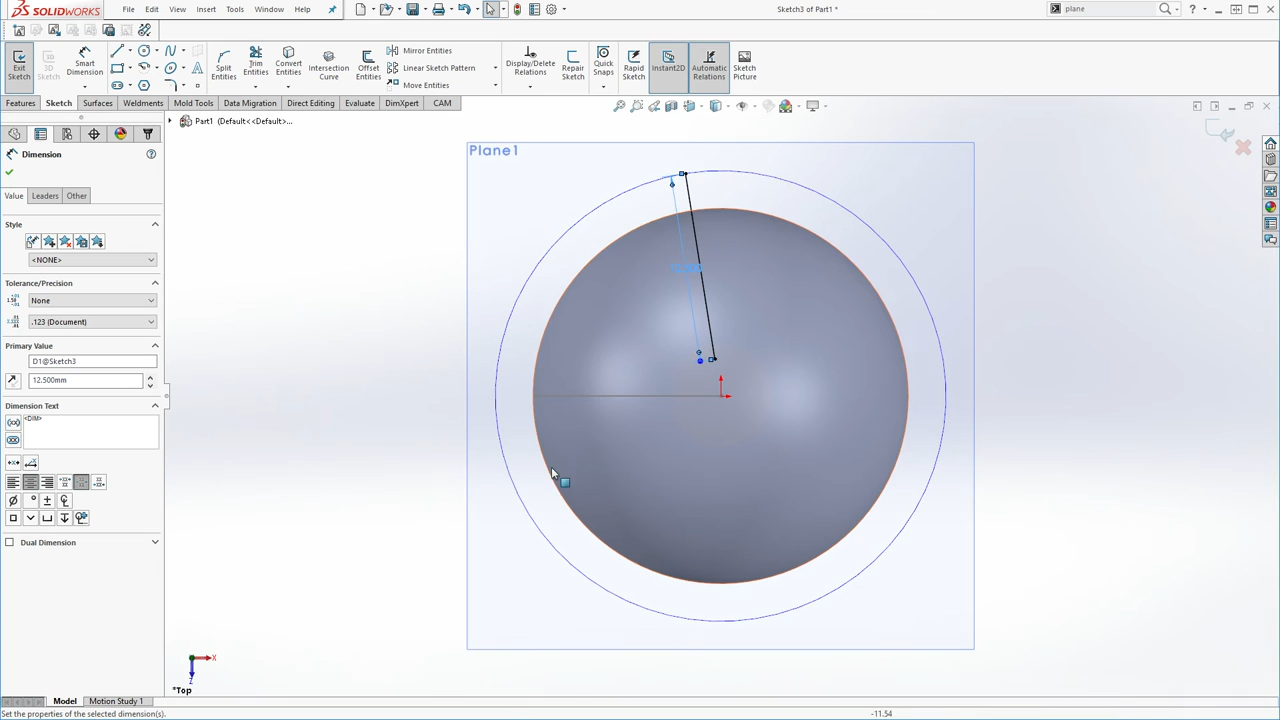 SOLIDWORKS
File Edit View Insert Tools Window Help
Sketch3 of Part1 *
plane
Exit Sketch
3D Sketch
Smart Dimension
Split Entities
Trim Entities
Convert Entities
Intersection Curve
Offset Entities
Mirror Entities
Linear Sketch Pattern
Move Entities
Display/Delete Relations
Repair Sketch
Quick Snaps
Rapid Sketch
Instant2D
Automatic Relations
Sketch Picture
Features Sketch Surfaces Weldments Mold Tools Data Migration Direct Editing Evaluate DimXpert CAM
Part1 (Default<<Default>...
Dimension
Value Leaders Other
Style
<NONE>
Tolerance/Precision
None
.123 (Document)
Primary Value
D1@Sketch3
12.500mm
Dimension Text
<DIM>
Dual Dimension
Plane1
X
Z
*Top
Model Motion Study 1
Set the properties of the selected dimension(s).
-11.54